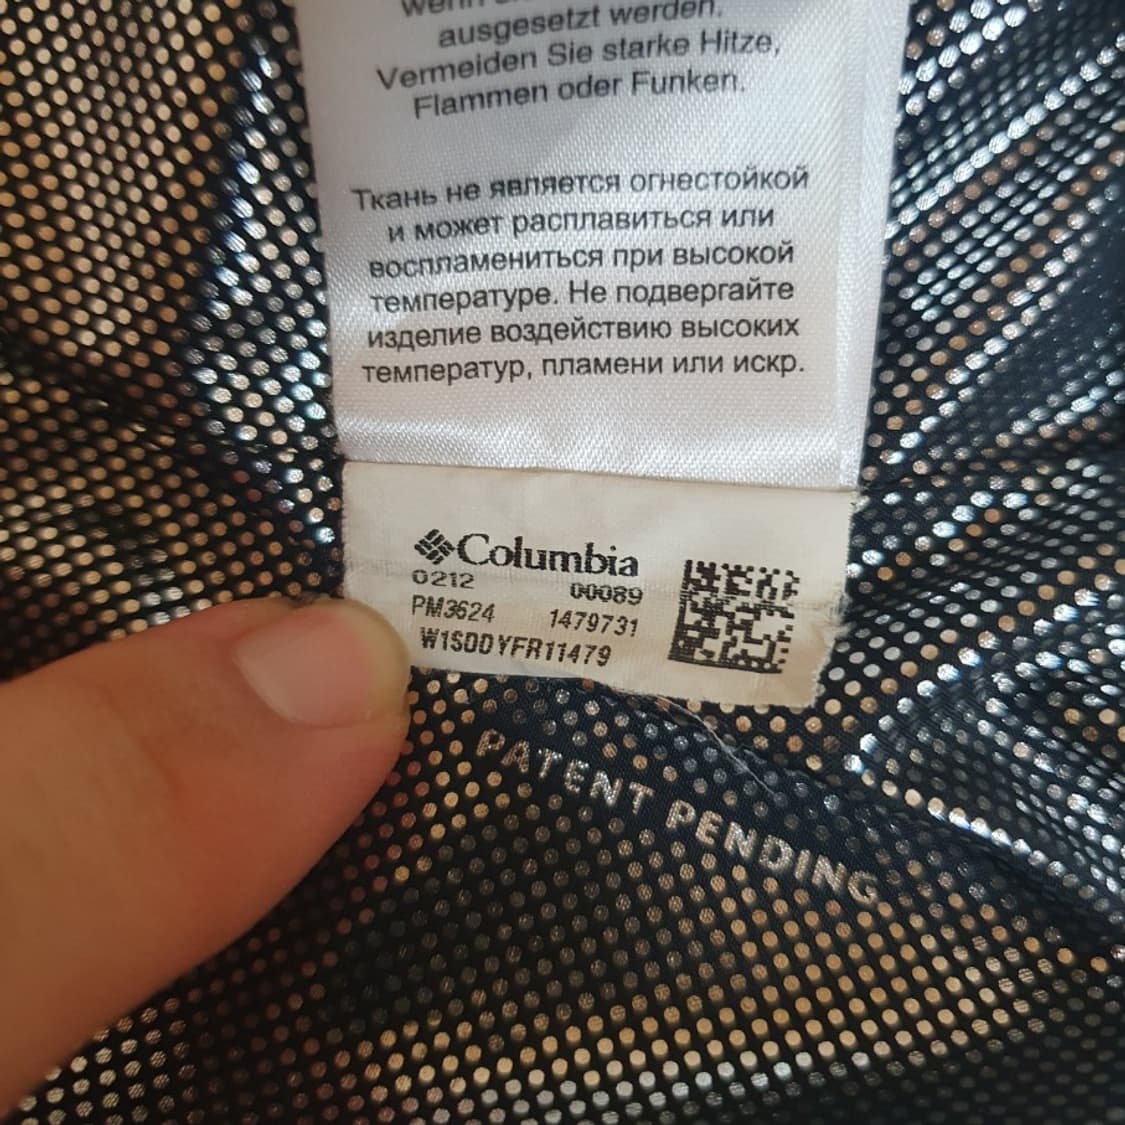 ausgesetzt werden.
Vermeiden Sie starke Hitze,
Flammen oder Funken.
Ткань не является огнестойкой
и может расплавиться или
воспламениться при высокой
температуре. Не подвергайте
изделие воздействию высоких
температур, пламени или искр.
Columbia
0212 00089
PM3624 1479731
W1S00YFR11479
PATENT PENDING